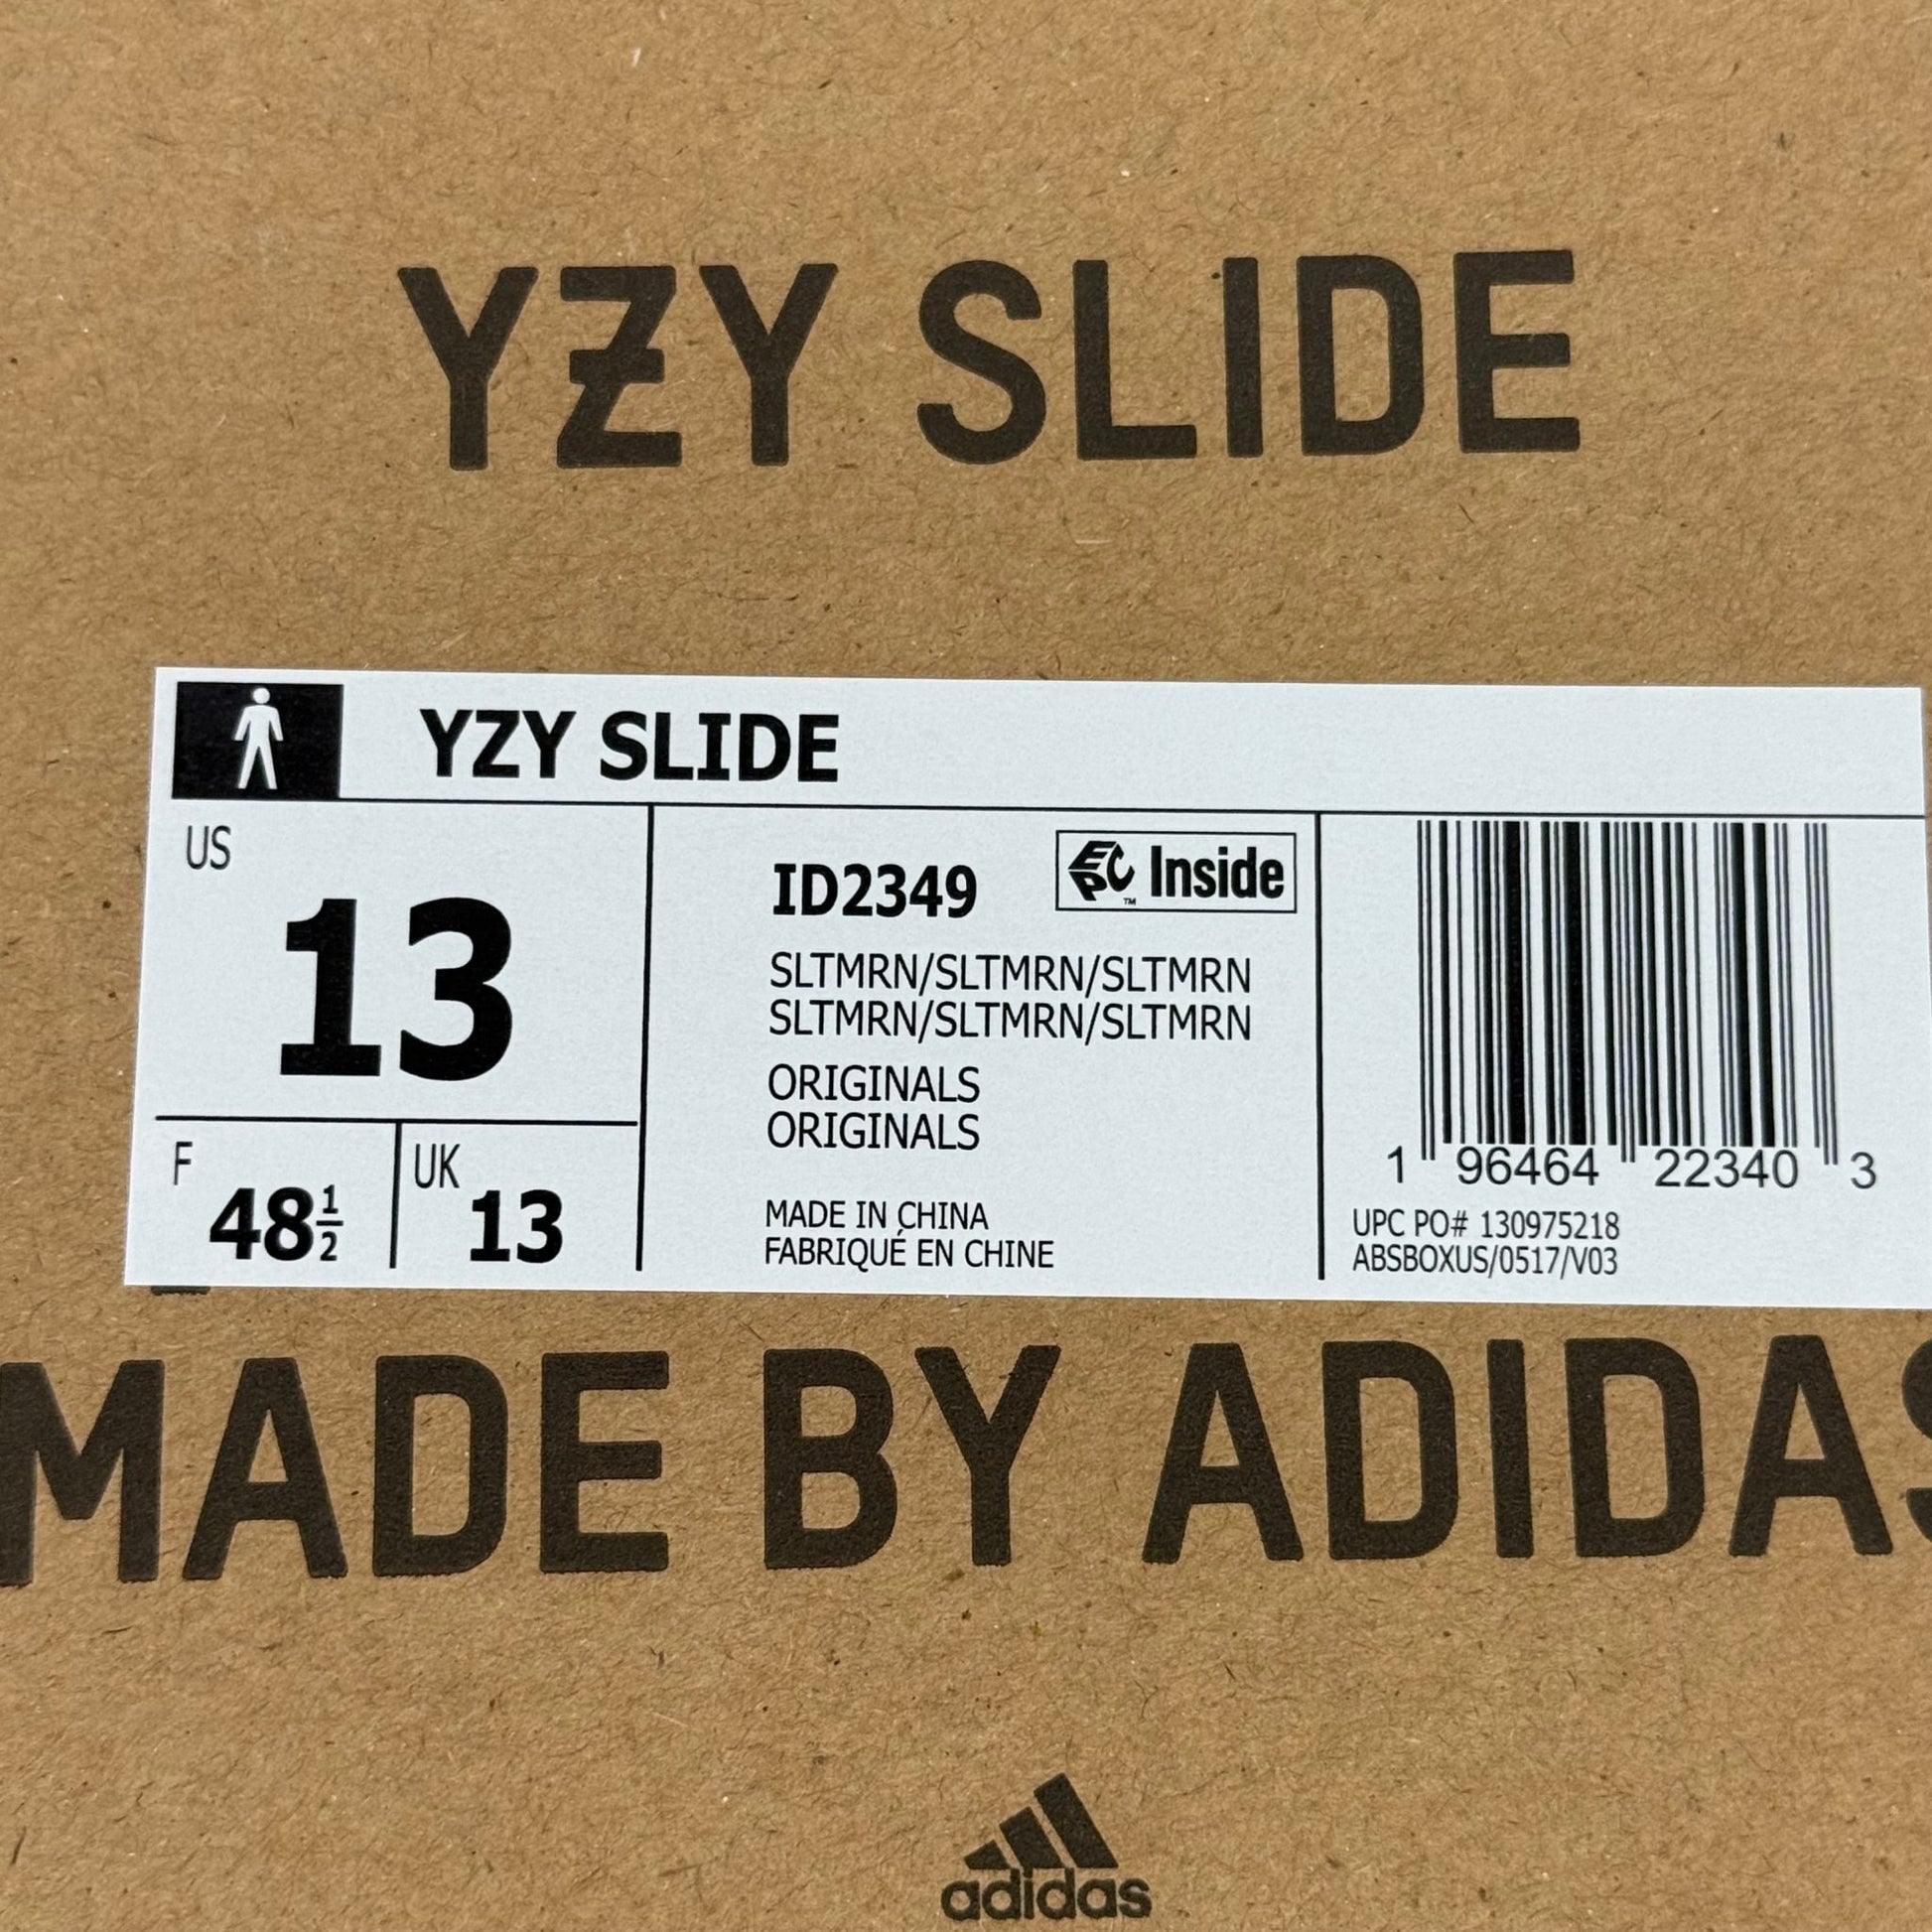 YZY SLIDE
YZY SLIDE
US
13
F
48½
UK
13
ID2349
EPC™ Inside
SLTMRN/SLTMRN/SLTMRN
SLTMRN/SLTMRN/SLTMRN
ORIGINALS
ORIGINALS
MADE IN CHINA
FABRIQUÉ EN CHINE
1 96464 22340 3
UPC PO# 130975218
ABSBOXUS/0517/V03
MADE BY ADIDAS
adidas